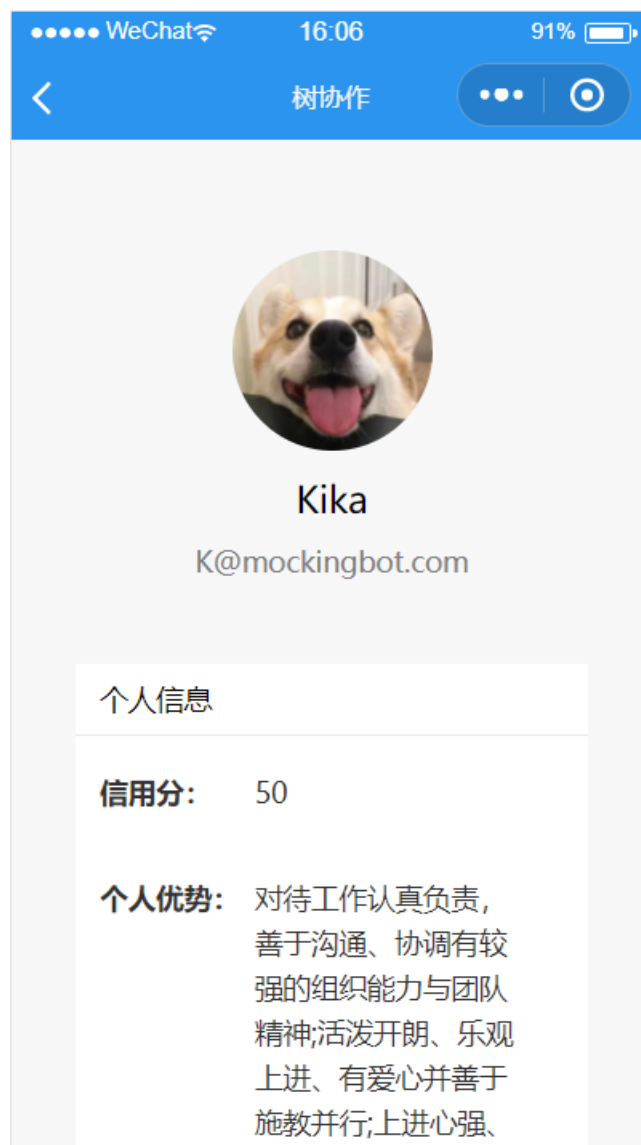 WeChat 16:06 91%
树协作
Kika
K@mockingbot.com
个人信息
信用分： 50
个人优势： 对待工作认真负责，
善于沟通、协调有较
强的组织能力与团队
精神;活泼开朗、乐观
上进、有爱心并善于
施教并行;上进心强、